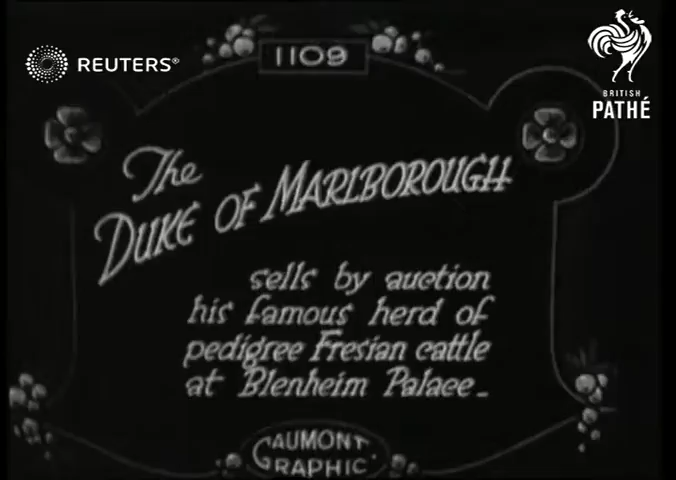 1109
REUTERS®
BRITISH
PATHÉ
The
DUKE OF MARLBOROUGH
sells by auction
his famous herd of
pedigree Fresian cattle
at Blenheim Palace_
GAUMONT
GRAPHIC